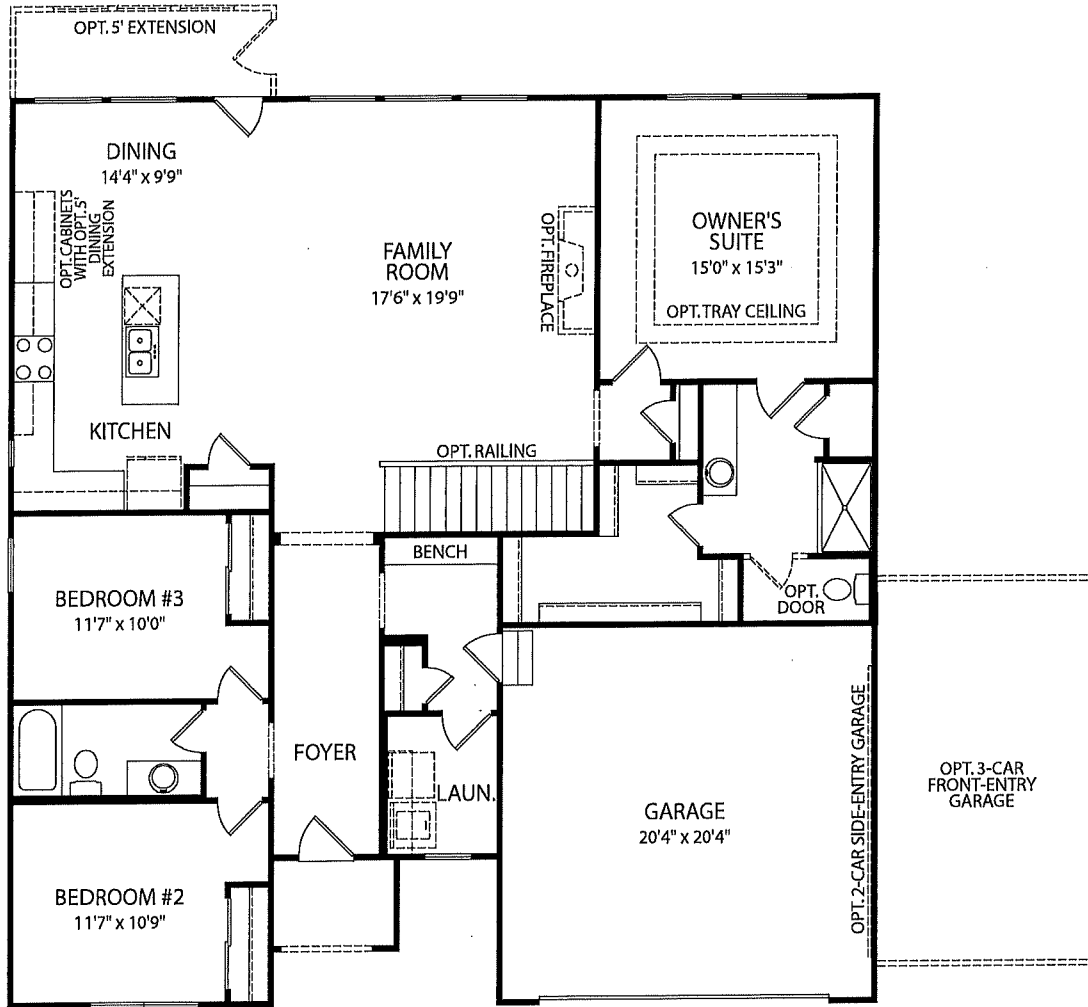 OPT. 5' EXTENSION
DINING
14'4" x 9'9"
OPT. CABINETS
WITH OPT. 5'
DINING
EXTENSION
FAMILY
ROOM
17'6" x 19'9"
OPT. FIREPLACE
OWNER'S
SUITE
15'0" x 15'3"
OPT. TRAY CEILING
KITCHEN
OPT. RAILING
BENCH
BEDROOM #3
11'7" x 10'0"
OPT.
DOOR
FOYER
LAUN.
GARAGE
20'4" x 20'4"
OPT. 2-CAR SIDE-ENTRY GARAGE
OPT. 3-CAR
FRONT-ENTRY
GARAGE
BEDROOM #2
11'7" x 10'9"